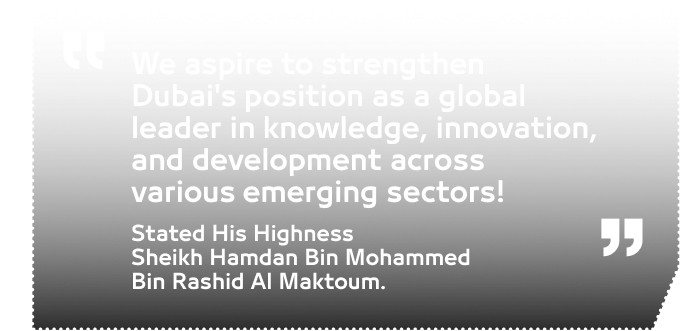 We aspire to strengthen
Dubai's position as a global
leader in knowledge, innovation,
and development across
various emerging sectors!
Stated His Highness
Sheikh Hamdan Bin Mohammed
Bin Rashid Al Maktoum.